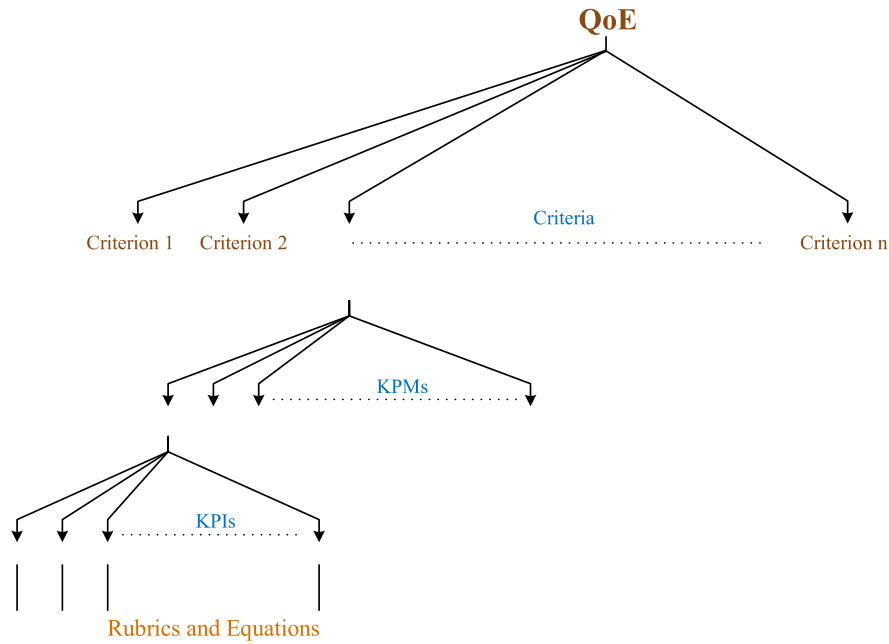 QoE
Criteria
Criterion 1 Criterion 2 Criterion n
KPMs
KPIs
Rubrics and Equations